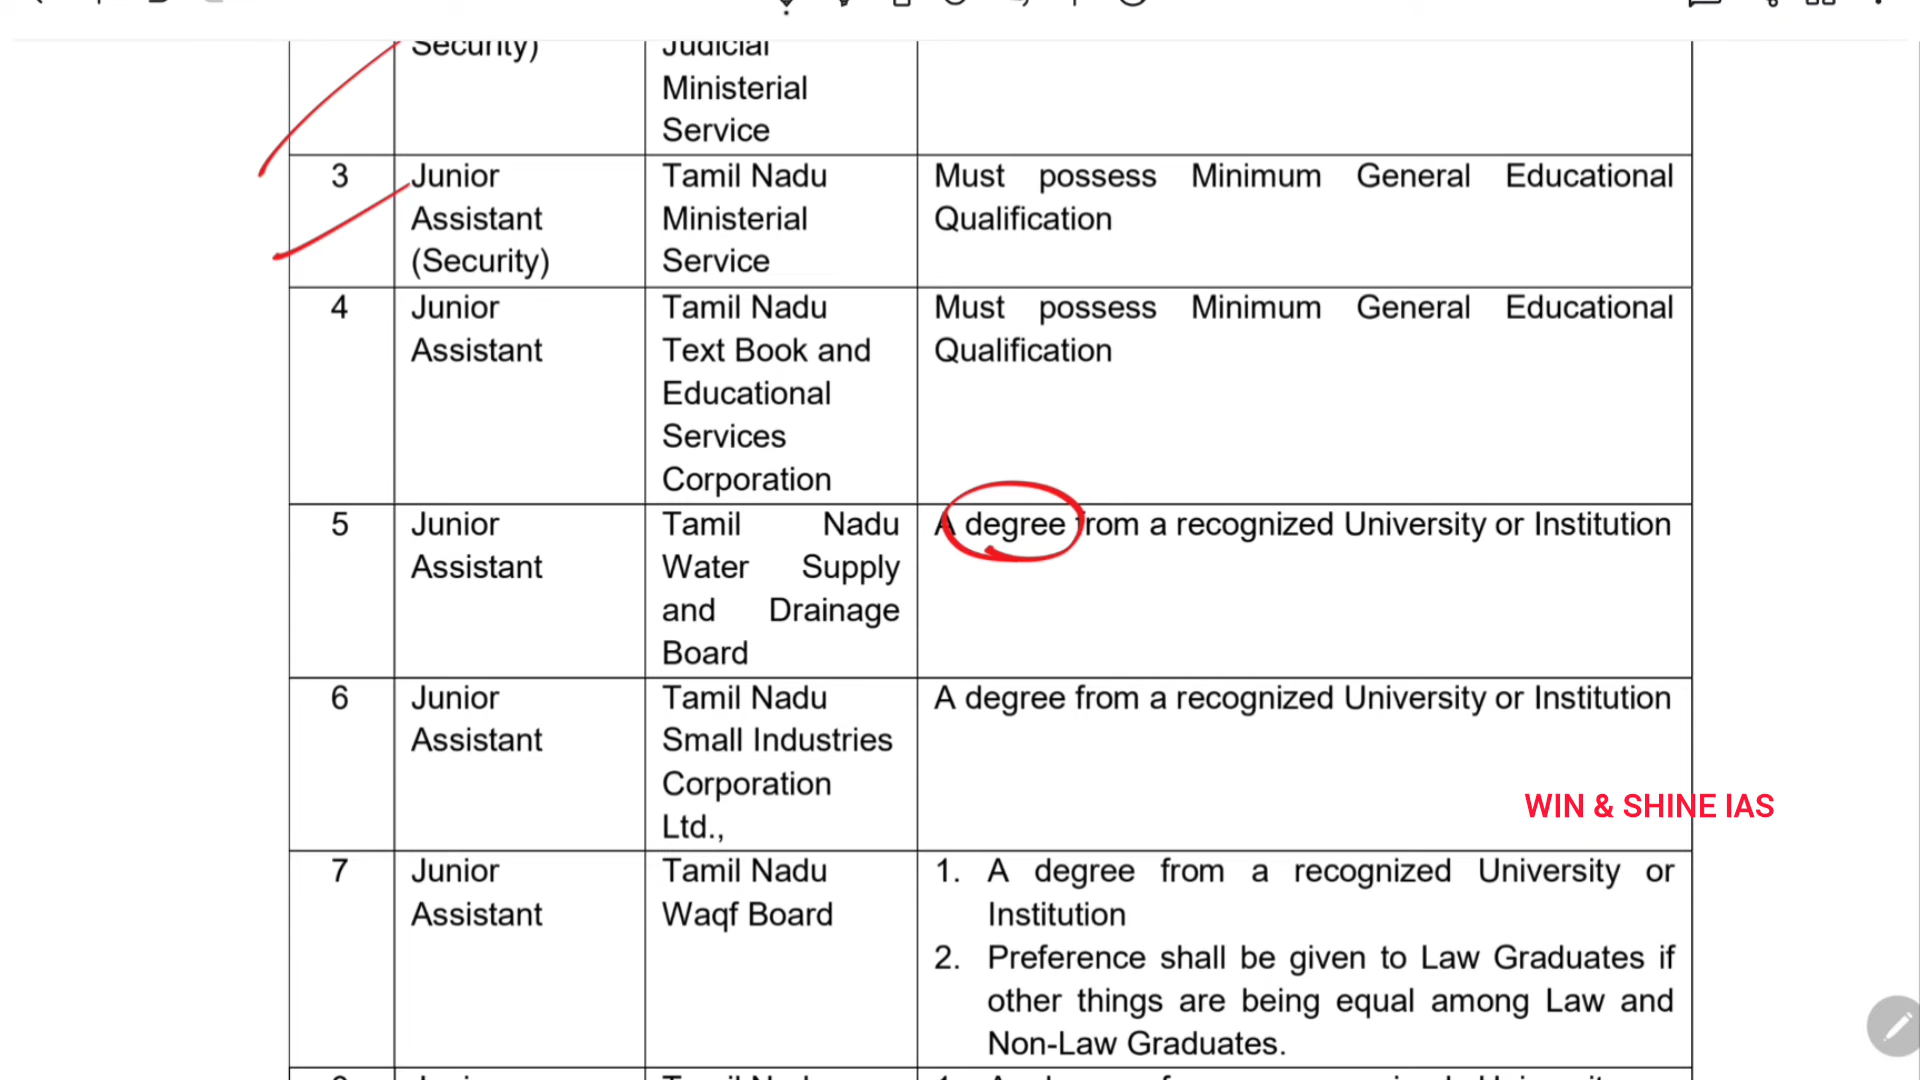 Security)
Judicial
Ministerial
Service
3
Junior
Assistant
(Security)
Tamil Nadu
Ministerial
Service
Must possess Minimum General Educational
Qualification
4
Junior
Assistant
Tamil Nadu
Text Book and
Educational
Services
Corporation
Must possess Minimum General Educational
Qualification
5
Junior
Assistant
Tamil Nadu
Water Supply
and Drainage
Board
A degree from a recognized University or Institution
6
Junior
Assistant
Tamil Nadu
Small Industries
Corporation
Ltd.,
A degree from a recognized University or Institution
WIN & SHINE IAS
7
Junior
Assistant
Tamil Nadu
Waqf Board
1. A degree from a recognized University or
Institution
2. Preference shall be given to Law Graduates if
other things are being equal among Law and
Non-Law Graduates.